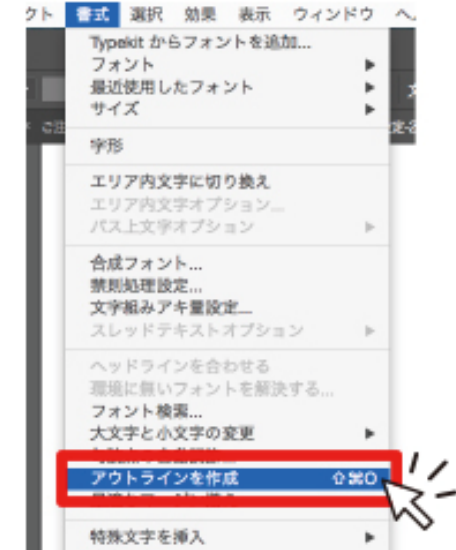 クト 書式 選択 効果 表示 ウィンドウ ヘ
Typekit からフォントを追加...
フォント
最近使用したフォント
サイズ
字形
エリア内文字に切り換え
エリア内文字オプション...
パス上文字オプション
合成フォント...
禁則処理設定...
文字組みアキ量設定...
スレッドテキストオプション
ヘッドラインを合わせる
環境に無いフォントを解決する...
フォント検索...
大文字と小文字の変更
アウトラインを作成 ⇧⌘O
特殊文字を挿入